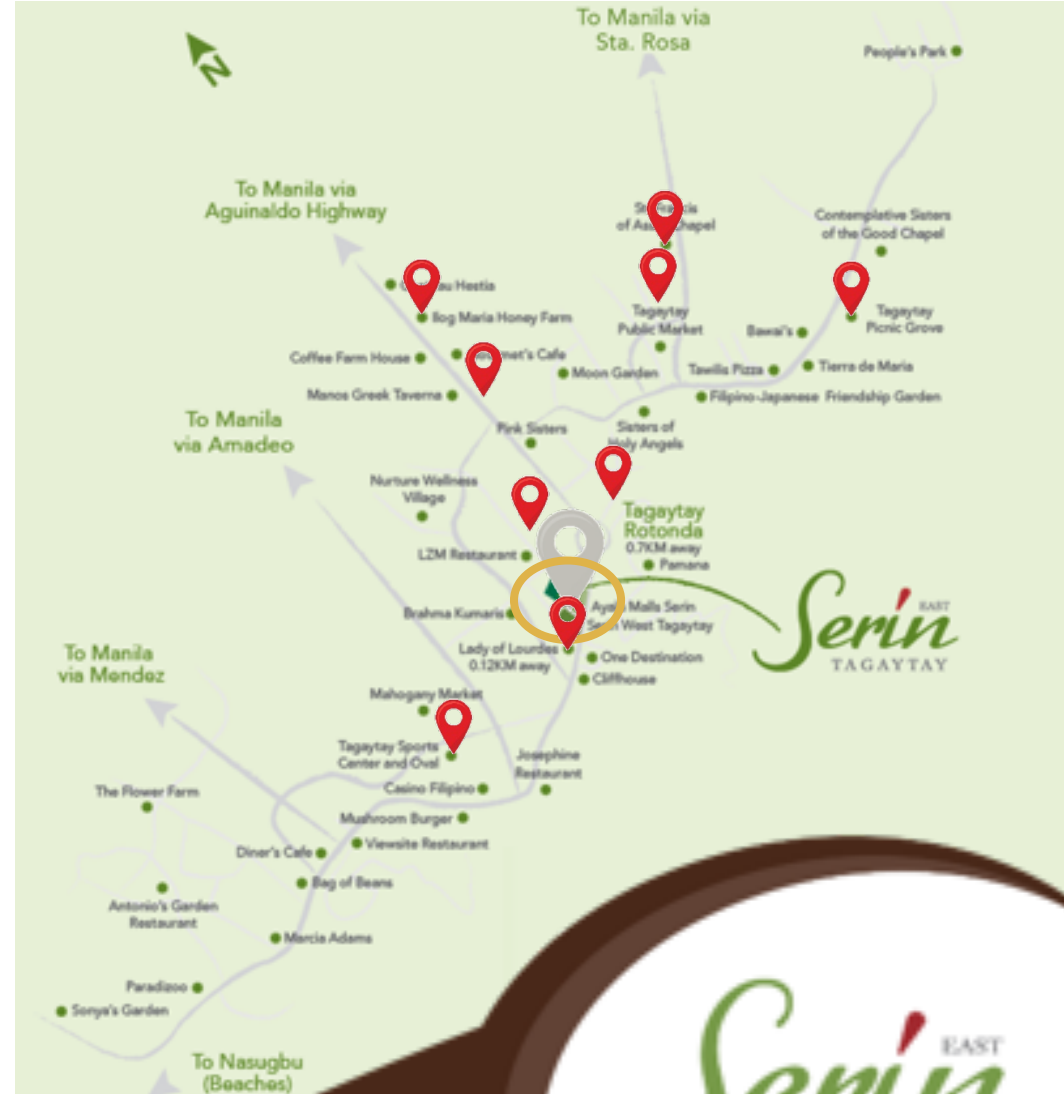 To Manila via
Sta. Rosa
People's Park
N
To Manila via
Aguinaldo Highway
of
Chapel
Contemplative Sisters
of the Good Chapel
Hestia
Ilog Maria Honey Farm
Tagaytay
Public Market
Tagaytay
Picnic Grove
Bawai's
Coffee Farm House
Cafe
Moon Garden
Tawilis Pizza
Tierra de Maria
Manos Greek Taverna
Filipino-Japanese Friendship Garden
To Manila
via Amadeo
Pink Sisters
Sisters of
Holy Angels
Nurture Wellness
Village
Tagaytay
Rotonda
0.7KM away
LZM Restaurant
Pamana
Brahma Kumaris
Malls Serin
West Tagaytay
Serin
EAST
TAGAYTAY
Lady of Lourdes
0.12KM away
One Destination
Cliffhouse
To Manila
via Mendez
Mahogany Market
Tagaytay Sports
Center and Oval
Josephine
Restaurant
Casino Filipino
The Flower Farm
Mushroom Burger
Viewsite Restaurant
Diner's Cafe
Bag of Beans
Antonio's Garden
Restaurant
Marcia Adams
Paradizoo
Sonya's Garden
To Nasugbu
(Beaches)
Serin
EAST